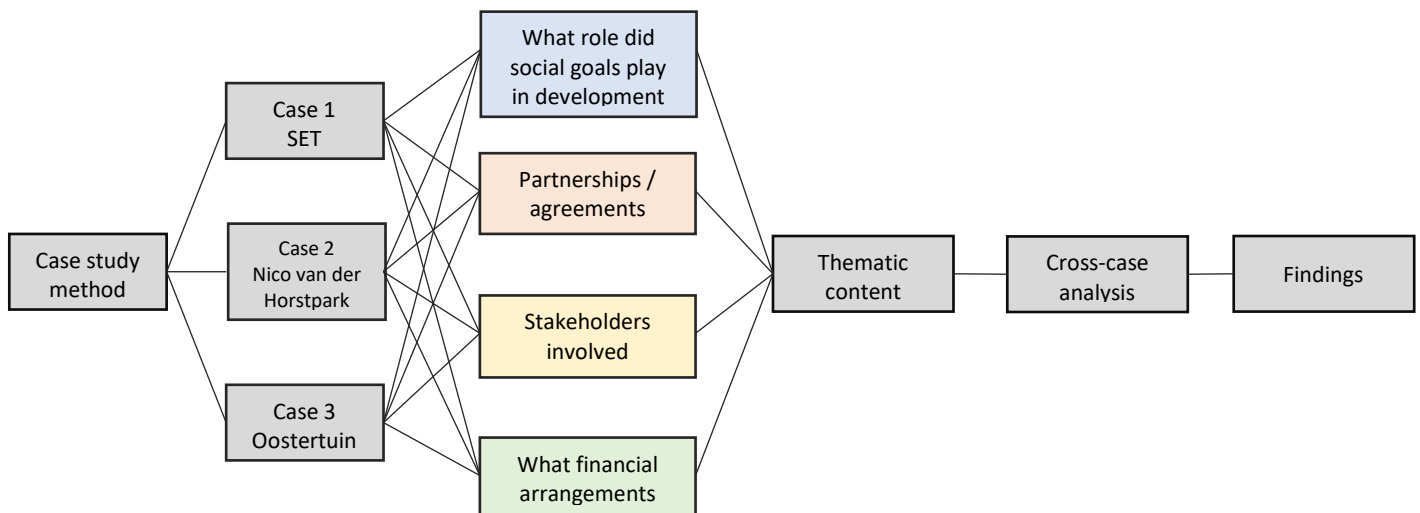 Case study
method
Case 1
SET
Case 2
Nico van der
Horstpark
Case 3
Oostertuin
What role did
social goals play
in development
Partnerships /
agreements
Stakeholders
involved
What financial
arrangements
Thematic
content
Cross-case
analysis
Findings